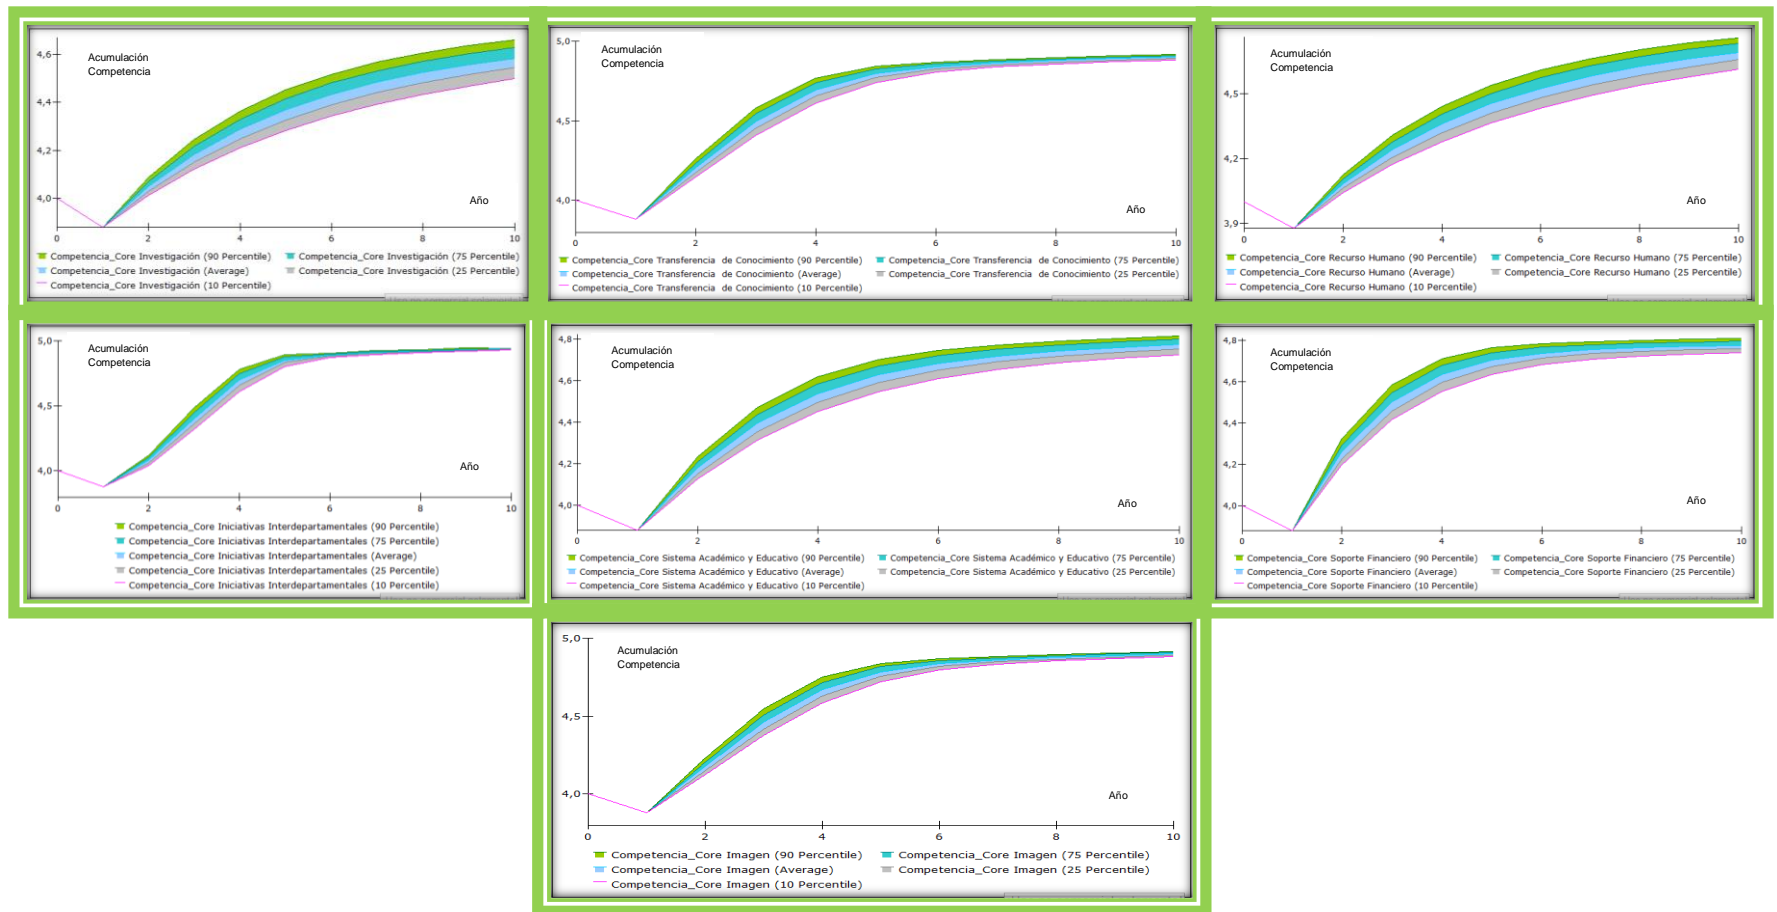 Acumulación
Competencia
4,6
4,4
4,2
4,0
Año
0 2 4 6 8 10
Competencia_Core Investigación (90 Percentile) Competencia_Core Investigación (75 Percentile)
Competencia_Core Investigación (Average) Competencia_Core Investigación (25 Percentile)
Competencia_Core Investigación (10 Percentile)
5,0
Acumulación
Competencia
4,5
4,0
Año
0 2 4 6 8 10
Competencia_Core Transferencia de Conocimiento (90 Percentile) Competencia_Core Transferencia de Conocimiento (75 Percentile)
Competencia_Core Transferencia de Conocimiento (Average) Competencia_Core Transferencia de Conocimiento (25 Percentile)
Competencia_Core Transferencia de Conocimiento (10 Percentile)
Acumulación
Competencia
4,5
4,2
3,9
Año
0 2 4 6 8 10
Competencia_Core Recurso Humano (90 Percentile) Competencia_Core Recurso Humano (75 Percentile)
Competencia_Core Recurso Humano (Average) Competencia_Core Recurso Humano (25 Percentile)
Competencia_Core Recurso Humano (10 Percentile)
5,0
Acumulación
Competencia
4,5
4,0
Año
0 2 4 6 8 10
Competencia_Core Iniciativas Interdepartamentales (90 Percentile)
Competencia_Core Iniciativas Interdepartamentales (75 Percentile)
Competencia_Core Iniciativas Interdepartamentales (Average)
Competencia_Core Iniciativas Interdepartamentales (25 Percentile)
Competencia_Core Iniciativas Interdepartamentales (10 Percentile)
4,8
Acumulación
Competencia
4,6
4,4
4,2
4,0
Año
0 2 4 6 8 10
Competencia_Core Sistema Académico y Educativo (90 Percentile) Competencia_Core Sistema Académico y Educativo (75 Percentile)
Competencia_Core Sistema Académico y Educativo (Average) Competencia_Core Sistema Académico y Educativo (25 Percentile)
Competencia_Core Sistema Académico y Educativo (10 Percentile)
4,8
Acumulación
Competencia
4,6
4,4
4,2
4,0
Año
0 2 4 6 8 10
Competencia_Core Soporte Financiero (90 Percentile) Competencia_Core Soporte Financiero (75 Percentile)
Competencia_Core Soporte Financiero (Average) Competencia_Core Soporte Financiero (25 Percentile)
Competencia_Core Soporte Financiero (10 Percentile)
5,0
Acumulación
Competencia
4,5
4,0
Año
0 2 4 6 8 10
Competencia_Core Imagen (90 Percentile) Competencia_Core Imagen (75 Percentile)
Competencia_Core Imagen (Average) Competencia_Core Imagen (25 Percentile)
Competencia_Core Imagen (10 Percentile)